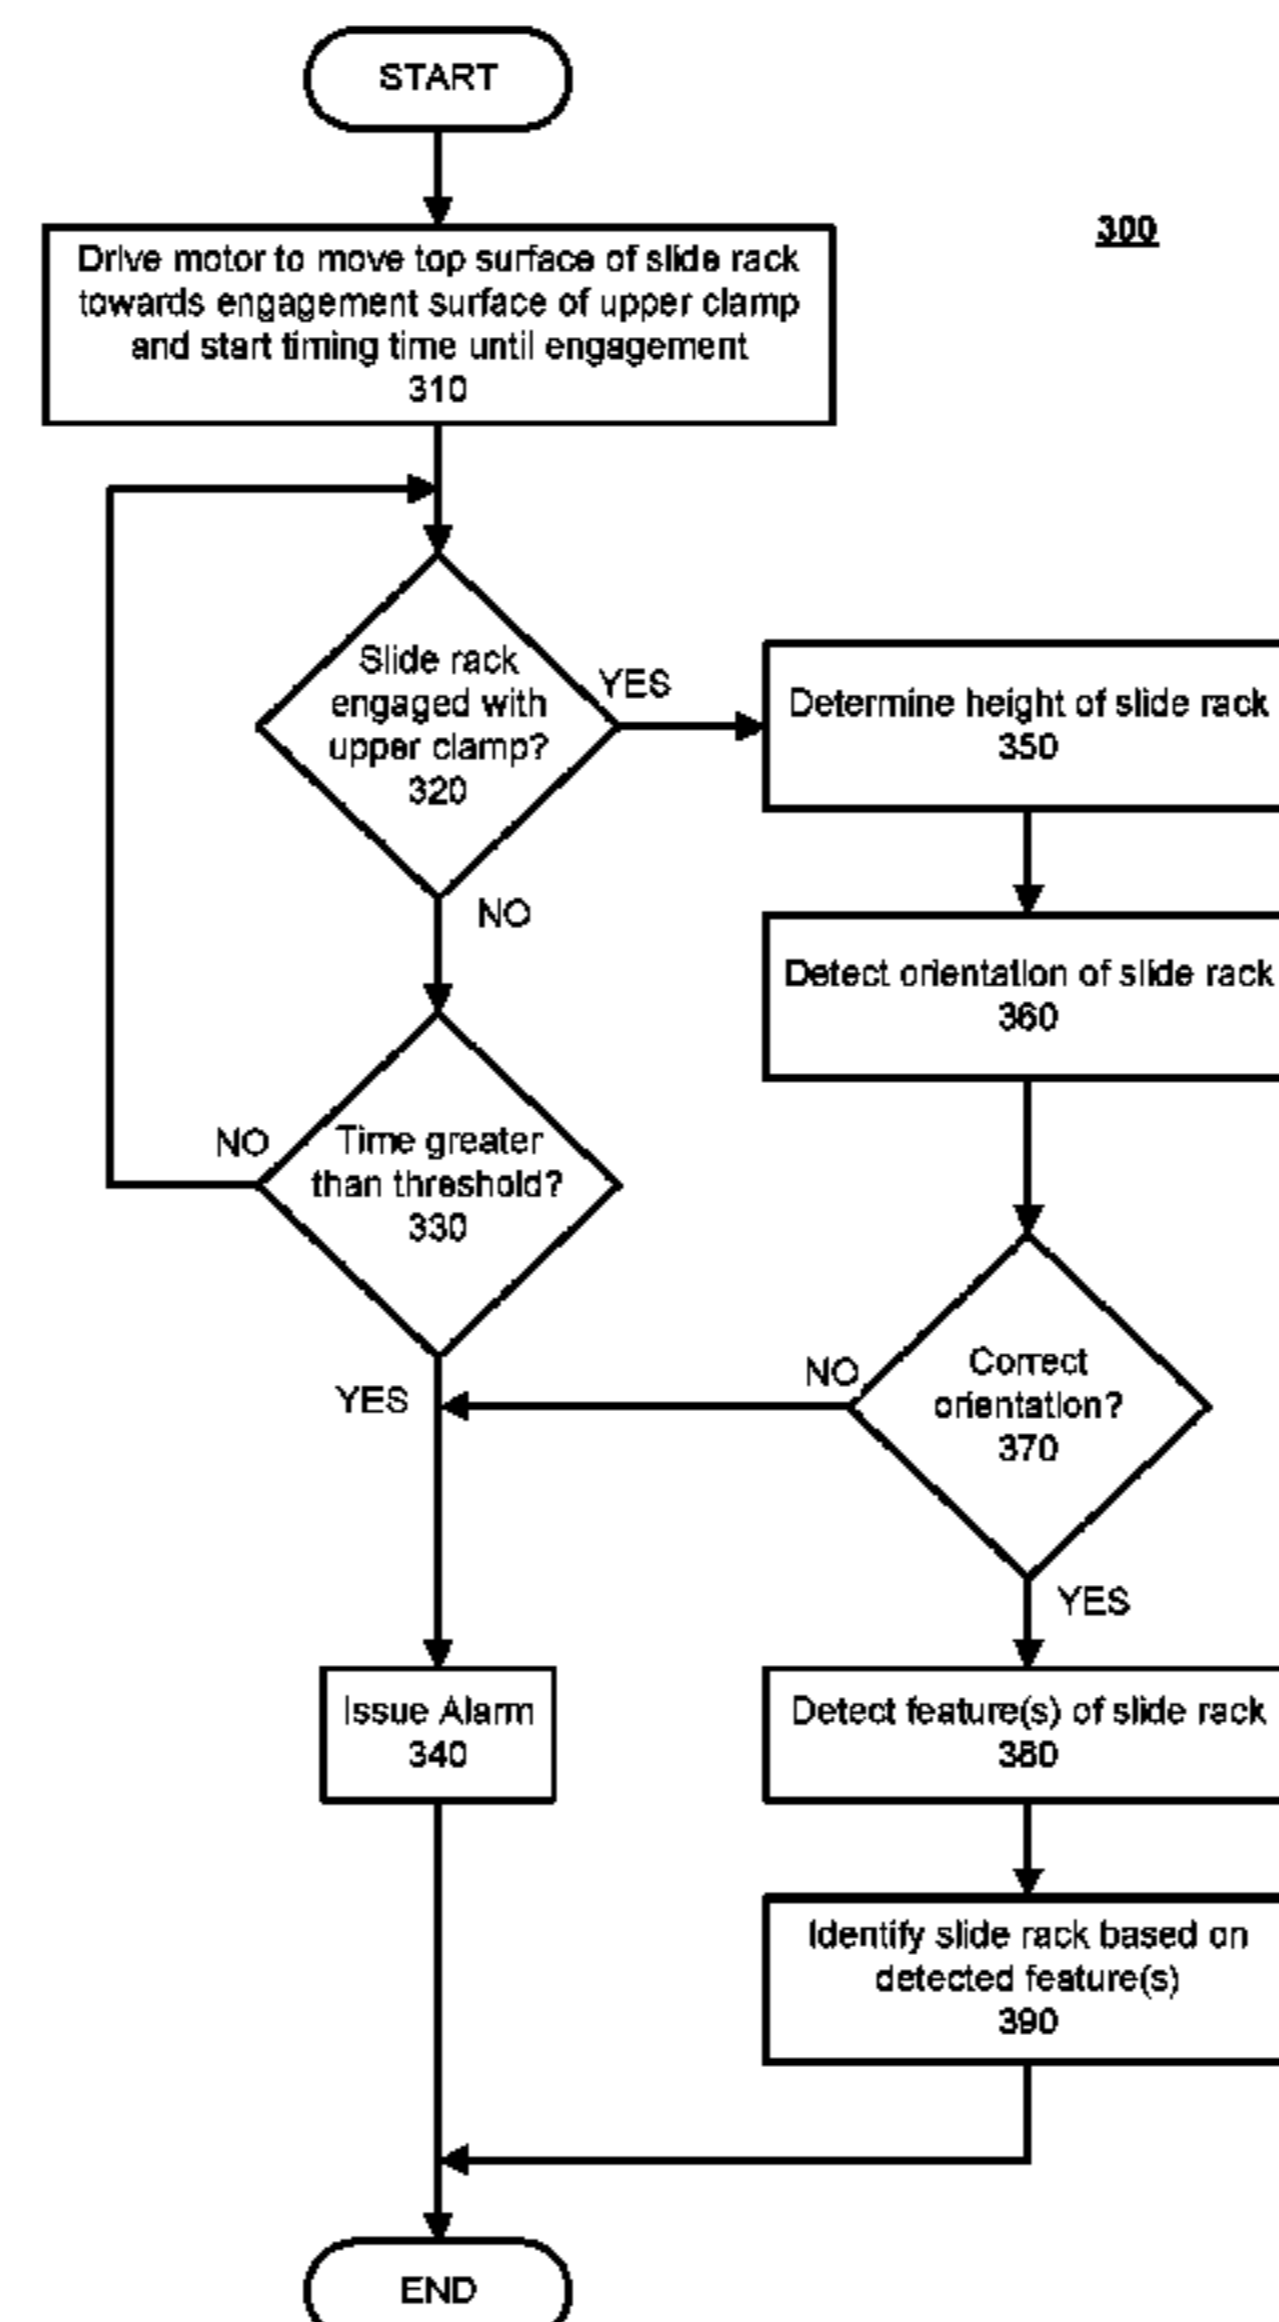 START
300
Drive motor to move top surface of slide rack
towards engagement surface of upper clamp
and start timing time until engagement
310
Slide rack
engaged with
upper clamp?
320
YES
Determine height of slide rack
350
NO
Detect orientation of slide rack
360
NO
Time greater
than threshold?
330
YES
NO
Correct
orientation?
370
YES
Issue Alarm
340
Detect feature(s) of slide rack
380
Identify slide rack based on
detected feature(s)
390
END